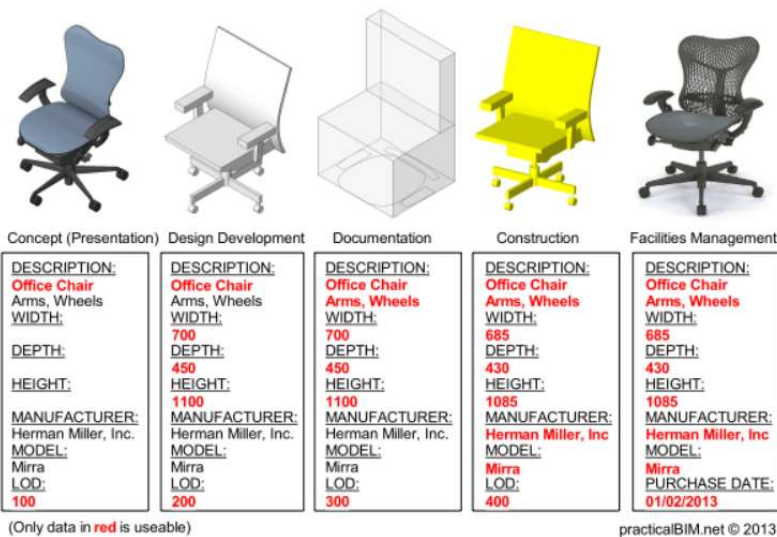 Concept (Presentation)
Design Development
Documentation
Construction
Facilities Management
DESCRIPTION:
Office Chair
Arms, Wheels
WIDTH:
DEPTH:
HEIGHT:
MANUFACTURER:
Herman Miller, Inc.
MODEL:
Mirra
LOD:
100
DESCRIPTION:
Office Chair
Arms, Wheels
WIDTH:
700
DEPTH:
450
HEIGHT:
1100
MANUFACTURER:
Herman Miller, Inc.
MODEL:
Mirra
LOD:
200
DESCRIPTION:
Office Chair
Arms, Wheels
WIDTH:
700
DEPTH:
450
HEIGHT:
1100
MANUFACTURER:
Herman Miller, Inc.
MODEL:
Mirra
LOD:
300
DESCRIPTION:
Office Chair
Arms, Wheels
WIDTH:
685
DEPTH:
430
HEIGHT:
1085
MANUFACTURER:
Herman Miller, Inc
MODEL:
Mirra
LOD:
400
DESCRIPTION:
Office Chair
Arms, Wheels
WIDTH:
685
DEPTH:
430
HEIGHT:
1085
MANUFACTURER:
Herman Miller, Inc
MODEL:
Mirra
PURCHASE DATE:
01/02/2013
(Only data in red is useable)
practicalBIM.net © 2013